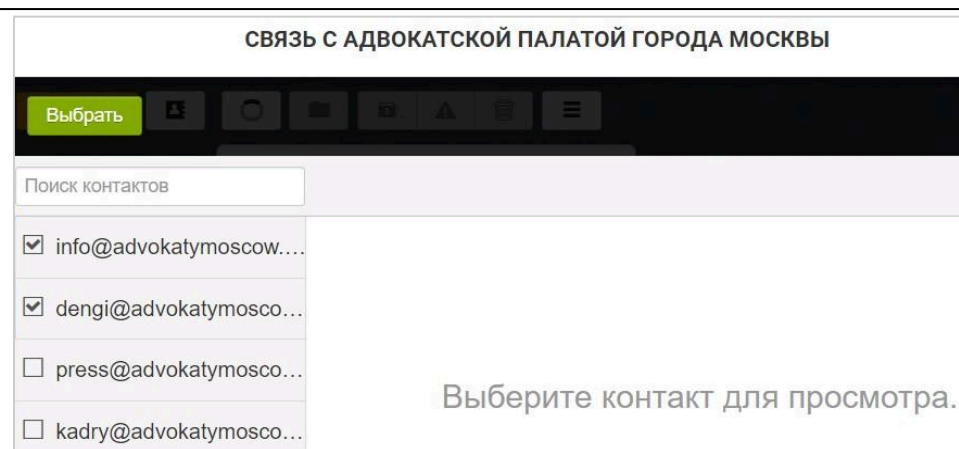 СВЯЗЬ С АДВОКАТСКОЙ ПАЛАТОЙ ГОРОДА МОСКВЫ
Выбрать
Поиск контактов
info@advokatymoscow....
dengi@advokatymosco...
press@advokatymosco...
kadry@advokatymosco...
Выберите контакт для просмотра.